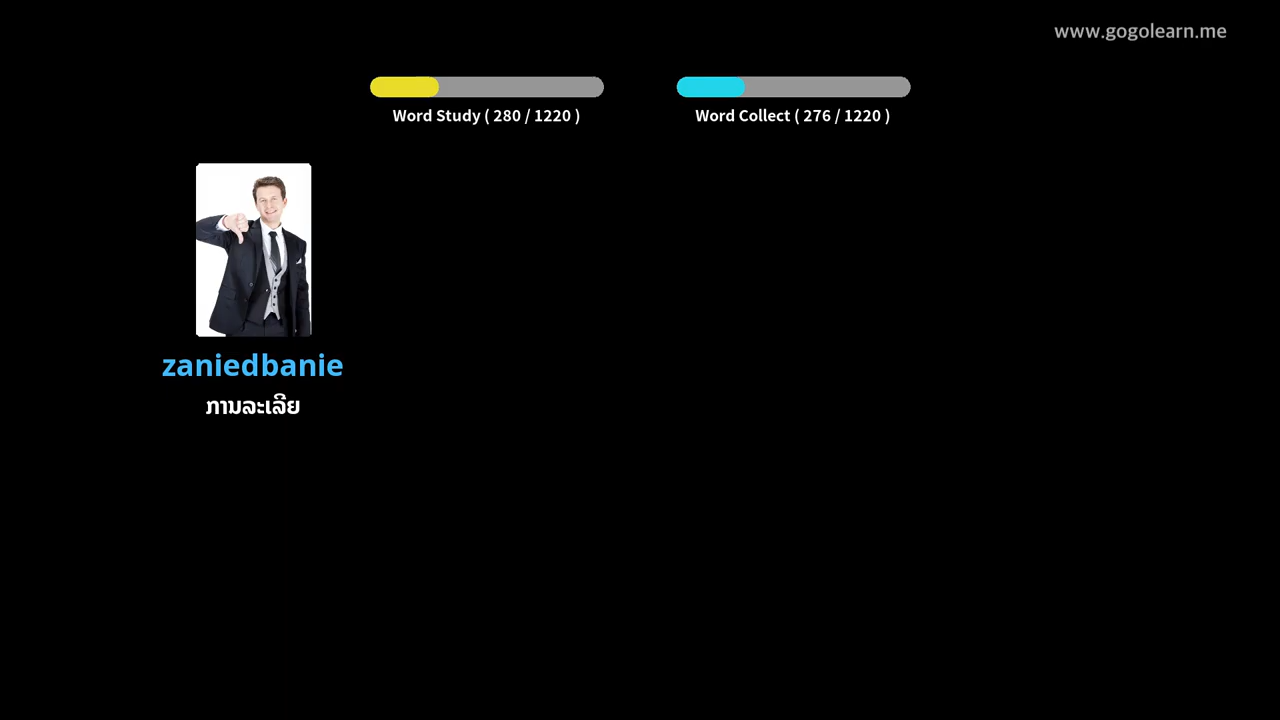 www.gogolearn.me
Word Study ( 280 / 1220 )
Word Collect ( 276 / 1220 )
zaniedbanie
ການລະເລີຍ